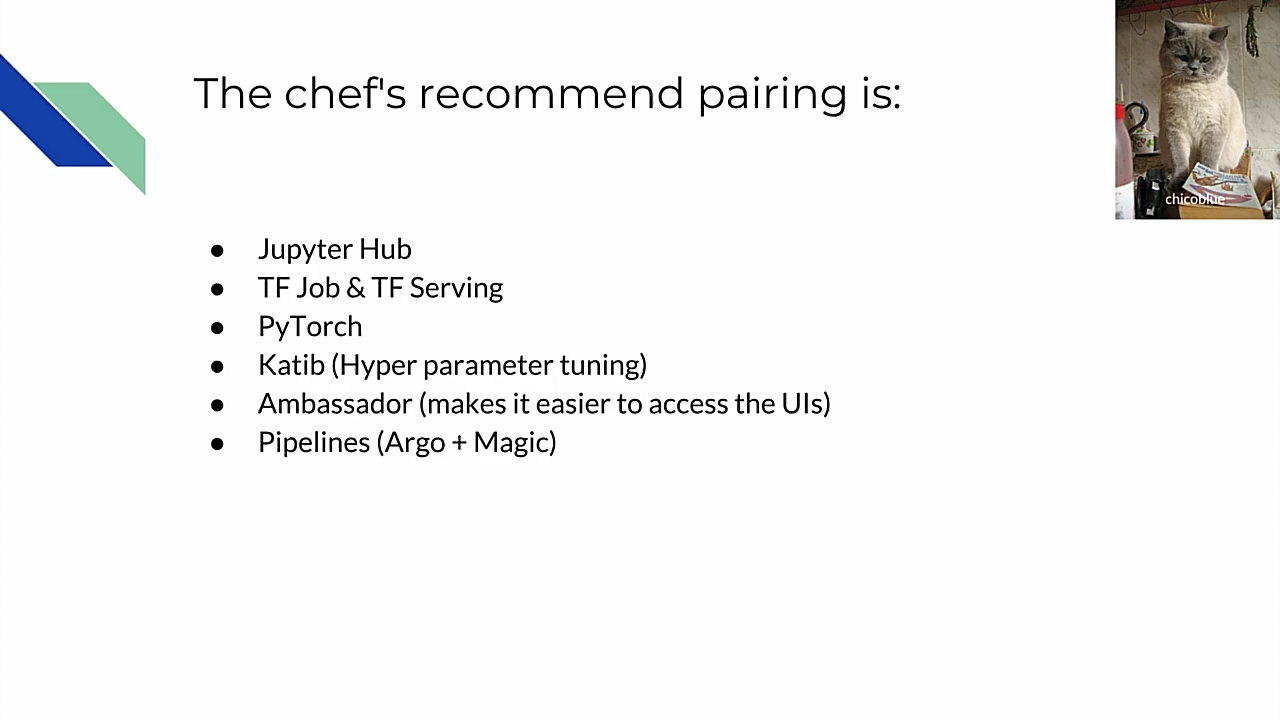 The chef's recommend pairing is:
● Jupyter Hub
● TF Job & TF Serving
● PyTorch
● Katib (Hyper parameter tuning)
● Ambassador (makes it easier to access the UIs)
● Pipelines (Argo + Magic)
chicoblue